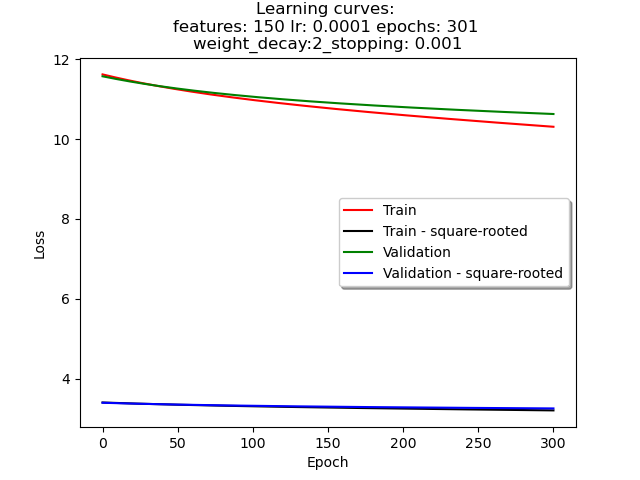 Learning curves:
features: 150 lr: 0.0001 epochs: 301
weight_decay:2_stopping: 0.001
12
10
8
6
4
Loss
Train
Train - square-rooted
Validation
Validation - square-rooted
0 50 100 150 200 250 300
Epoch